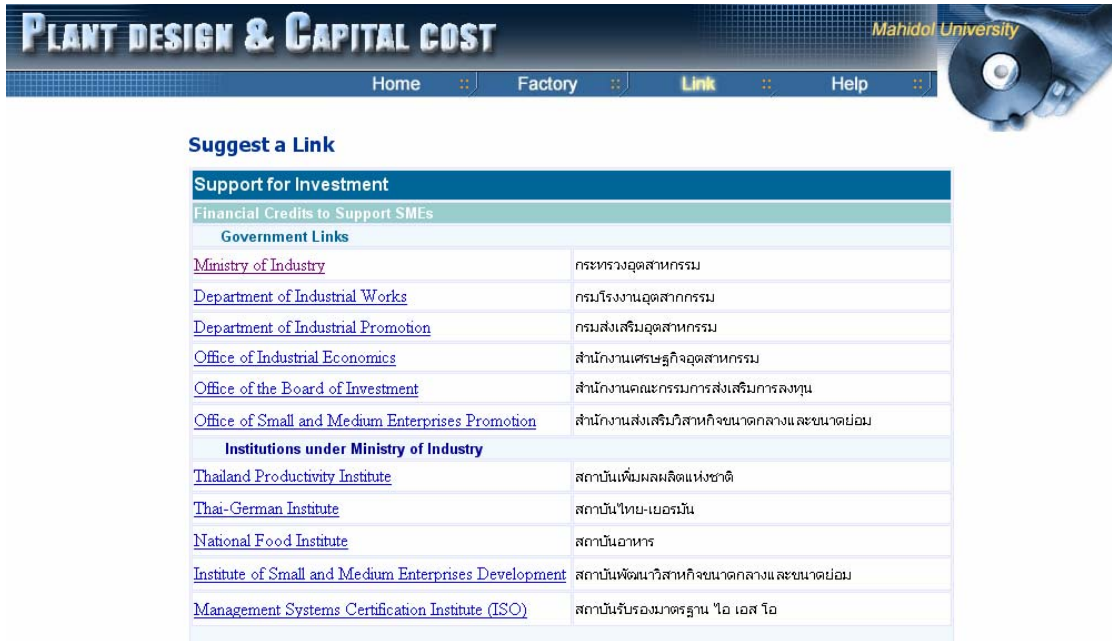 PLANT DESIGN & CAPITAL COST
Mahidol University
Home Factory Link Help
Suggest a Link
Support for Investment
Financial Credits to Support SMEs
Government Links
Ministry of Industry กระทรวงอุตสาหกรรม
Department of Industrial Works กรมโรงงานอุตสากกรรม
Department of Industrial Promotion กรมส่งเสริมอุตสาหกรรม
Office of Industrial Economics สำนักงานเศรษฐกิจอุตสาหกรรม
Office of the Board of Investment สำนักงานคณะกรรมการส่งเสริมการลงทุน
Office of Small and Medium Enterprises Promotion สำนักงานส่งเสริมวิสาหกิจขนาดกลางและขนาดย่อม
Institutions under Ministry of Industry
Thailand Productivity Institute สถาบันเพิ่มผลผลิตแห่งชาติ
Thai-German Institute สถาบันไทย-เยอรมัน
National Food Institute สถาบันอาหาร
Institute of Small and Medium Enterprises Development สถาบันพัฒนาวิสาหกิจขนาดกลางและขนาดย่อม
Management Systems Certification Institute (ISO) สถาบันรับรองมาตรฐาน ไอ เอส โอ